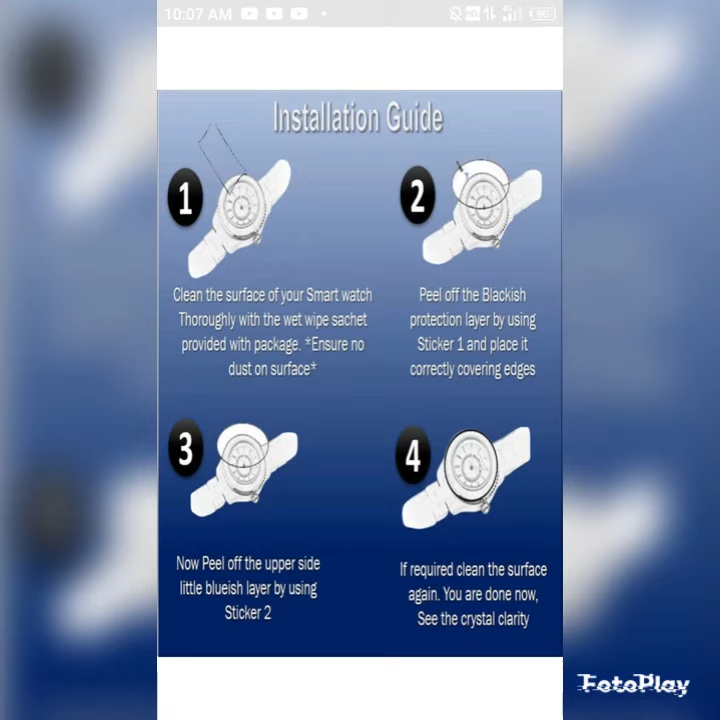 10:07 AM
4G
90
Installation Guide
1
Clean the surface of your Smart watch
Thoroughly with the wet wipe sachet
provided with package. *Ensure no
dust on surface*
2
Peel off the Blackish
protection layer by using
Sticker 1 and place it
correctly covering edges
3
Now Peel off the upper side
little blueish layer by using
Sticker 2
4
If required clean the surface
again. You are done now,
See the crystal clarity
FotoPlay